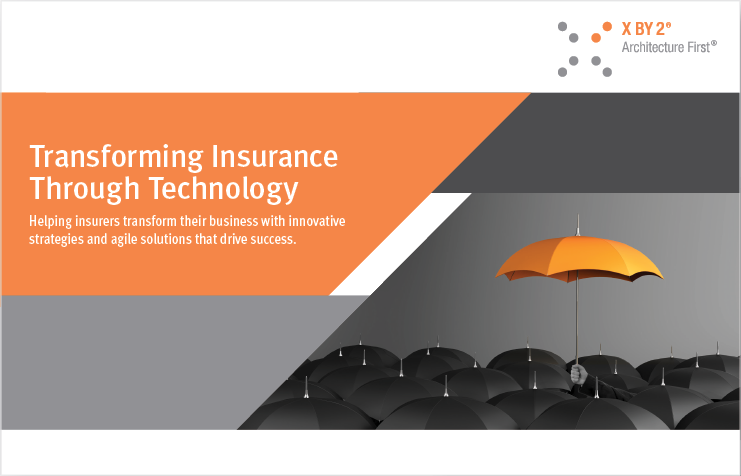 X BY 2®
Architecture First®
Transforming Insurance
Through Technology
Helping insurers transform their business with innovative
strategies and agile solutions that drive success.